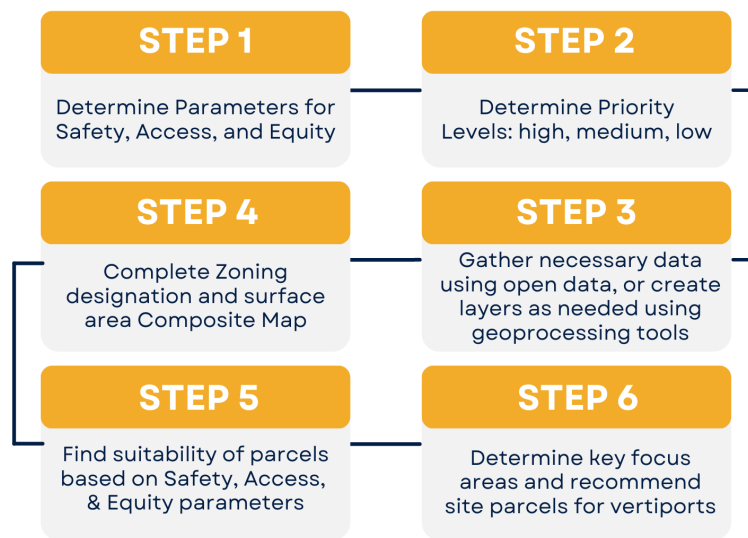 STEP 1
Determine Parameters for
Safety, Access, and Equity
STEP 2
Determine Priority
Levels: high, medium, low
STEP 4
Complete Zoning
designation and surface
area Composite Map
STEP 3
Gather necessary data
using open data, or create
layers as needed using
geoprocessing tools
STEP 5
Find suitability of parcels
based on Safety, Access,
& Equity parameters
STEP 6
Determine key focus
areas and recommend
site parcels for vertiports